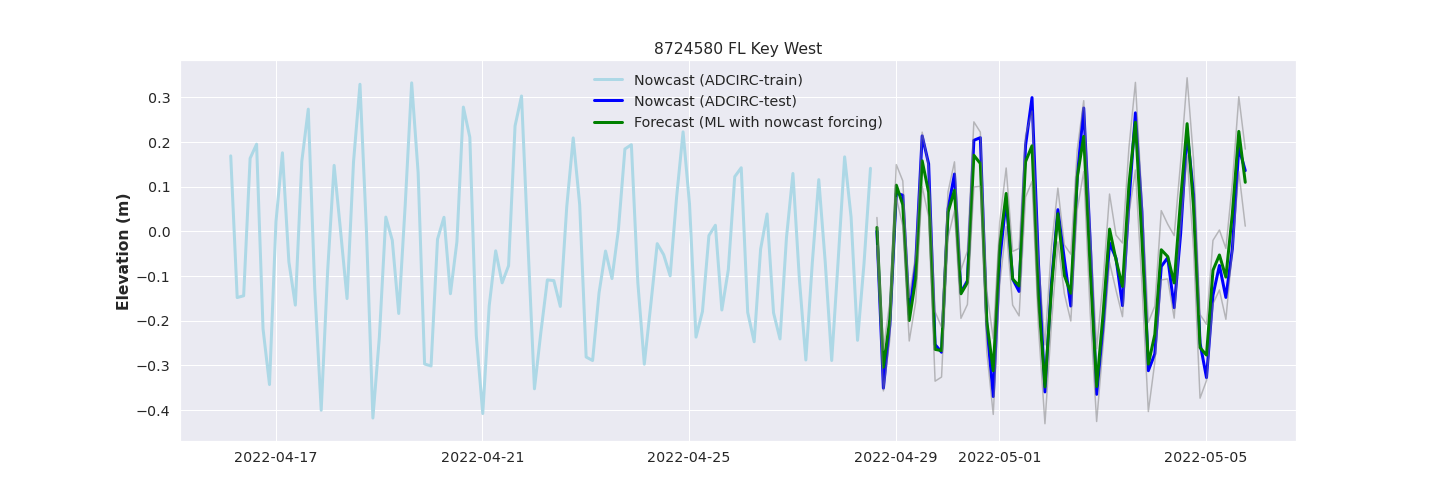 8724580 FL Key West
Nowcast (ADCIRC-train)
Nowcast (ADCIRC-test)
Forecast (ML with nowcast forcing)
Elevation (m)
0.3
0.2
0.1
0.0
−0.1
−0.2
−0.3
−0.4
2022-04-17 2022-04-21 2022-04-25 2022-04-29 2022-05-01 2022-05-05